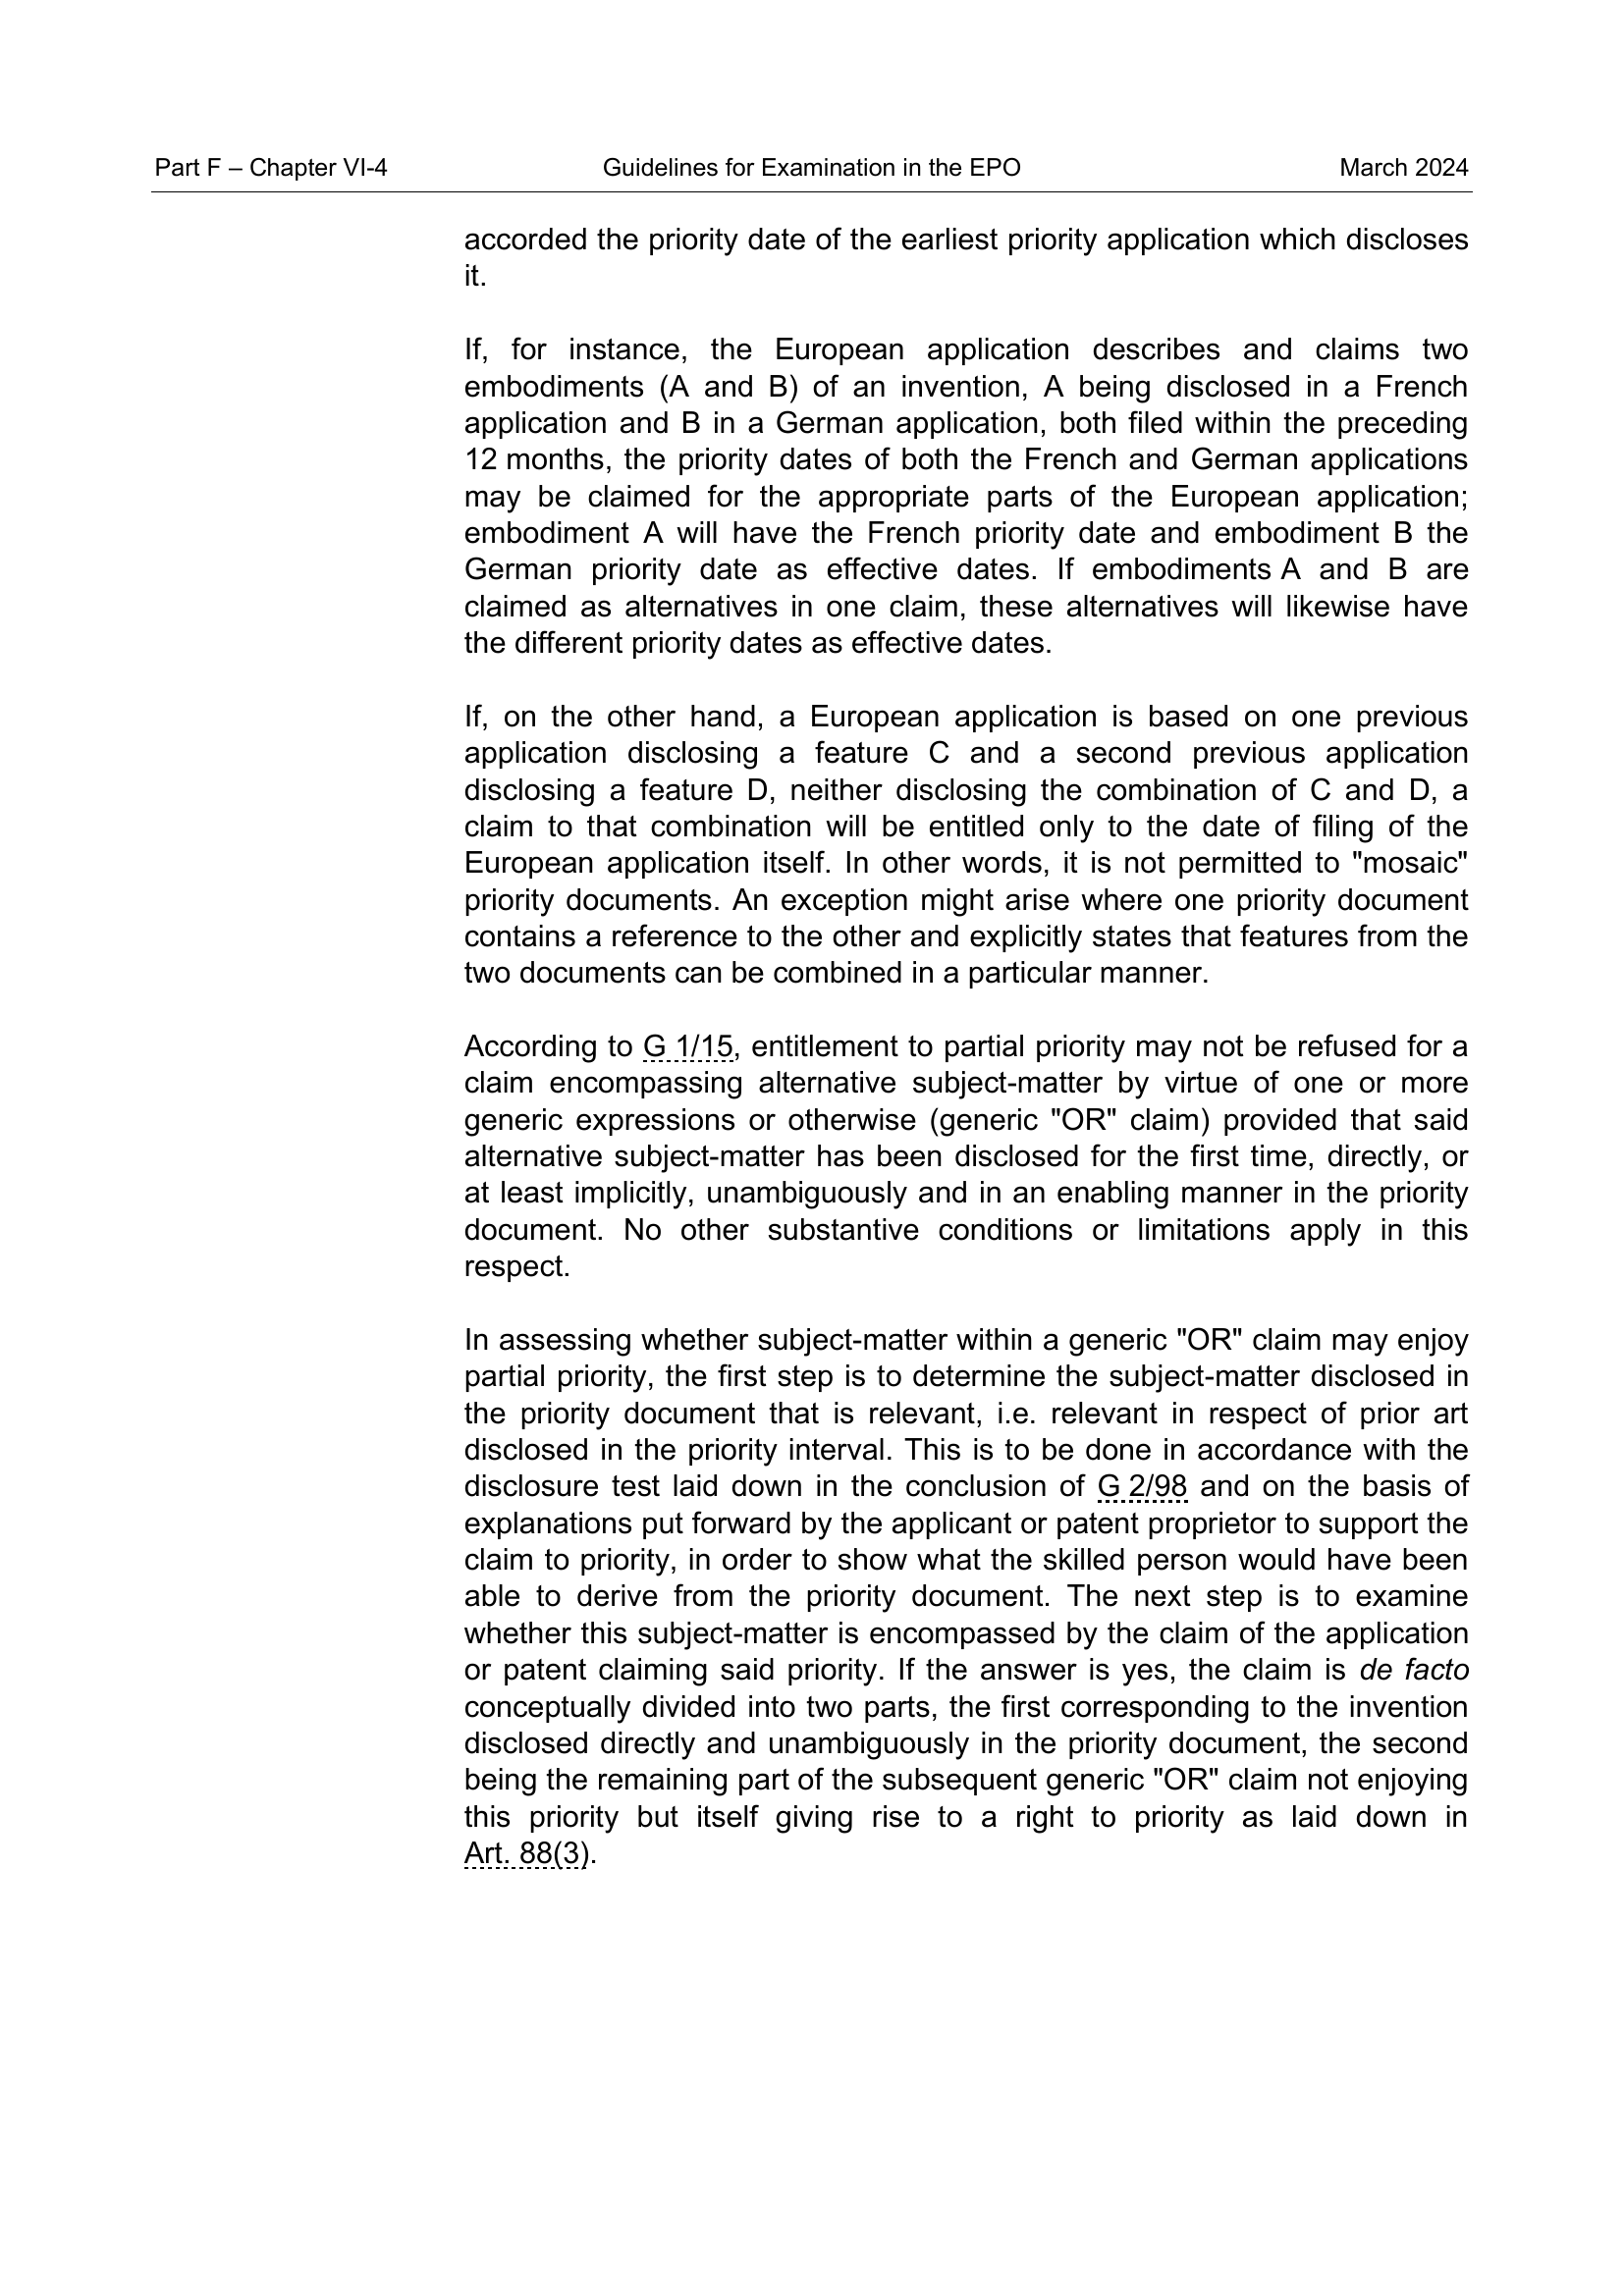 Part F – Chapter VI-4 Guidelines for Examination in the EPO March 2024
accorded the priority date of the earliest priority application which discloses
it.
If, for instance, the European application describes and claims two
embodiments (A and B) of an invention, A being disclosed in a French
application and B in a German application, both filed within the preceding
12 months, the priority dates of both the French and German applications
may be claimed for the appropriate parts of the European application;
embodiment A will have the French priority date and embodiment B the
German priority date as effective dates. If embodiments A and B are
claimed as alternatives in one claim, these alternatives will likewise have
the different priority dates as effective dates.
If, on the other hand, a European application is based on one previous
application disclosing a feature C and a second previous application
disclosing a feature D, neither disclosing the combination of C and D, a
claim to that combination will be entitled only to the date of filing of the
European application itself. In other words, it is not permitted to "mosaic"
priority documents. An exception might arise where one priority document
contains a reference to the other and explicitly states that features from the
two documents can be combined in a particular manner.
According to G 1/15, entitlement to partial priority may not be refused for a
claim encompassing alternative subject-matter by virtue of one or more
generic expressions or otherwise (generic "OR" claim) provided that said
alternative subject-matter has been disclosed for the first time, directly, or
at least implicitly, unambiguously and in an enabling manner in the priority
document. No other substantive conditions or limitations apply in this
respect.
In assessing whether subject-matter within a generic "OR" claim may enjoy
partial priority, the first step is to determine the subject-matter disclosed in
the priority document that is relevant, i.e. relevant in respect of prior art
disclosed in the priority interval. This is to be done in accordance with the
disclosure test laid down in the conclusion of G 2/98 and on the basis of
explanations put forward by the applicant or patent proprietor to support the
claim to priority, in order to show what the skilled person would have been
able to derive from the priority document. The next step is to examine
whether this subject-matter is encompassed by the claim of the application
or patent claiming said priority. If the answer is yes, the claim is de facto
conceptually divided into two parts, the first corresponding to the invention
disclosed directly and unambiguously in the priority document, the second
being the remaining part of the subsequent generic "OR" claim not enjoying
this priority but itself giving rise to a right to priority as laid down in
Art. 88(3).